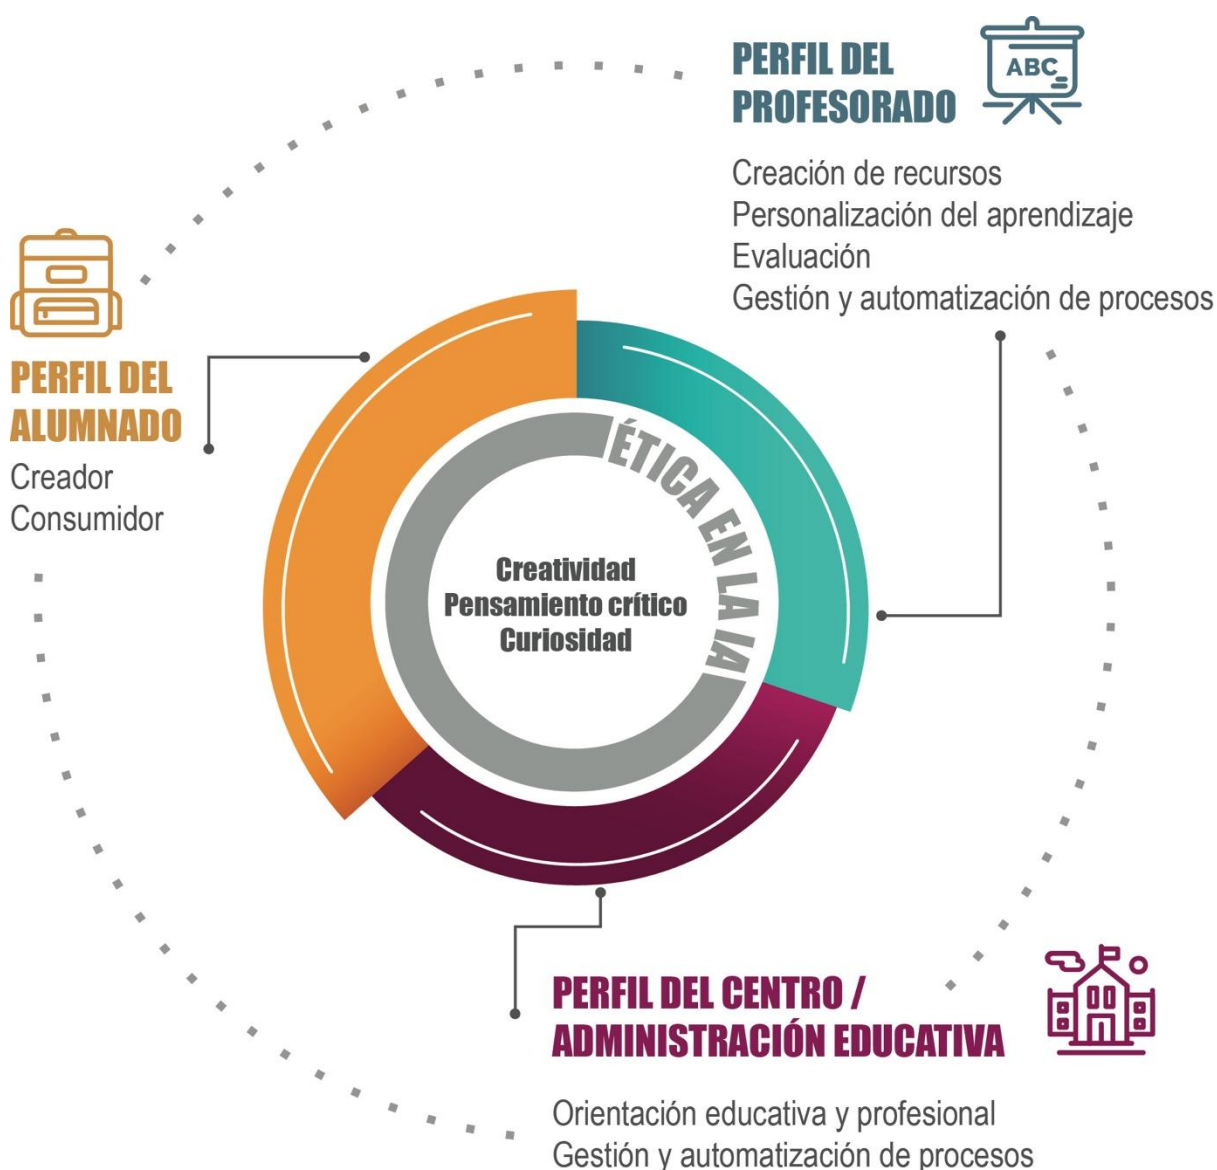 PERFIL DEL
PROFESORADO
ABC
Creación de recursos
Personalización del aprendizaje
Evaluación
Gestión y automatización de procesos
PERFIL DEL
ALUMNADO
Creador
Consumidor
ÉTICA EN LA IA
Creatividad
Pensamiento crítico
Curiosidad
PERFIL DEL CENTRO /
ADMINISTRACIÓN EDUCATIVA
Orientación educativa y profesional
Gestión y automatización de procesos